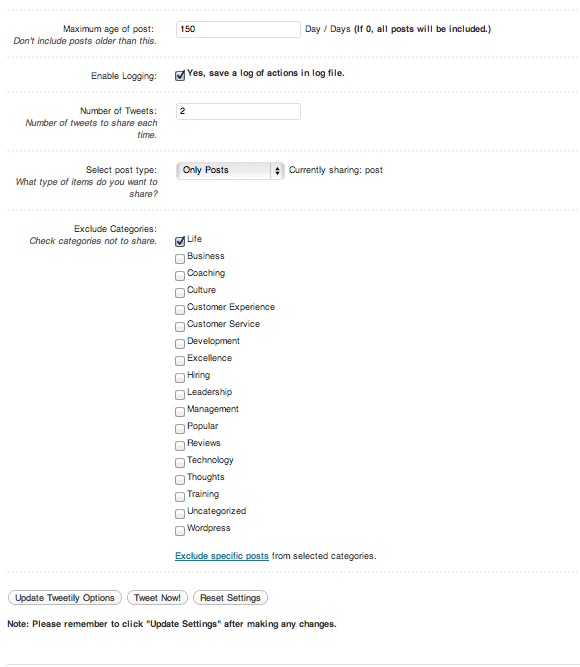 Maximum age of post: 150 Day / Days (If 0, all posts will be included.)
Don't include posts older than this.
Enable Logging: Yes, save a log of actions in log file.
Number of Tweets: 2
Number of tweets to share each
time.
Select post type: Only Posts Currently sharing: post
What type of items do you want to
share?
Exclude Categories:
Check categories not to share.
Life
Business
Coaching
Culture
Customer Experience
Customer Service
Development
Excellence
Hiring
Leadership
Management
Popular
Reviews
Technology
Thoughts
Training
Uncategorized
Wordpress
Exclude specific posts from selected categories.
Update Tweetily Options Tweet Now! Reset Settings
Note: Please remember to click "Update Settings" after making any changes.